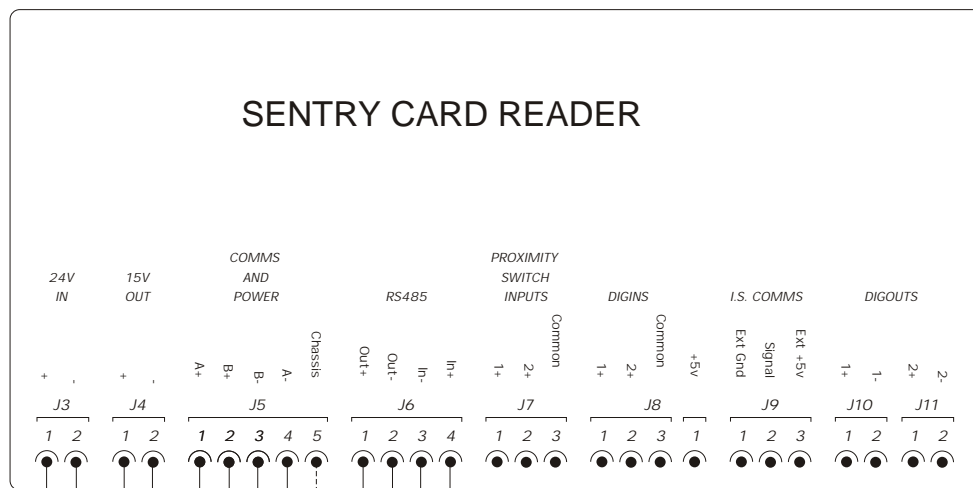 SENTRY CARD READER
24V
IN
15V
OUT
COMMS
AND
POWER
RS485
PROXIMITY
SWITCH
INPUTS
DIGINS
I.S. COMMS
DIGOUTS
+ - + - A+ B+ B- A- Chassis Out+ Out- In- In+ 1+ 2+ Common 1+ 2+ Common +5v Ext Gnd Signal Ext +5v 1+ 1- 2+ 2-
J3 J4 J5 J6 J7 J8 J9 J10 J11
1 2 1 2 1 2 3 4 5 1 2 3 4 1 2 3 1 2 3 1 1 2 3 1 2 1 2